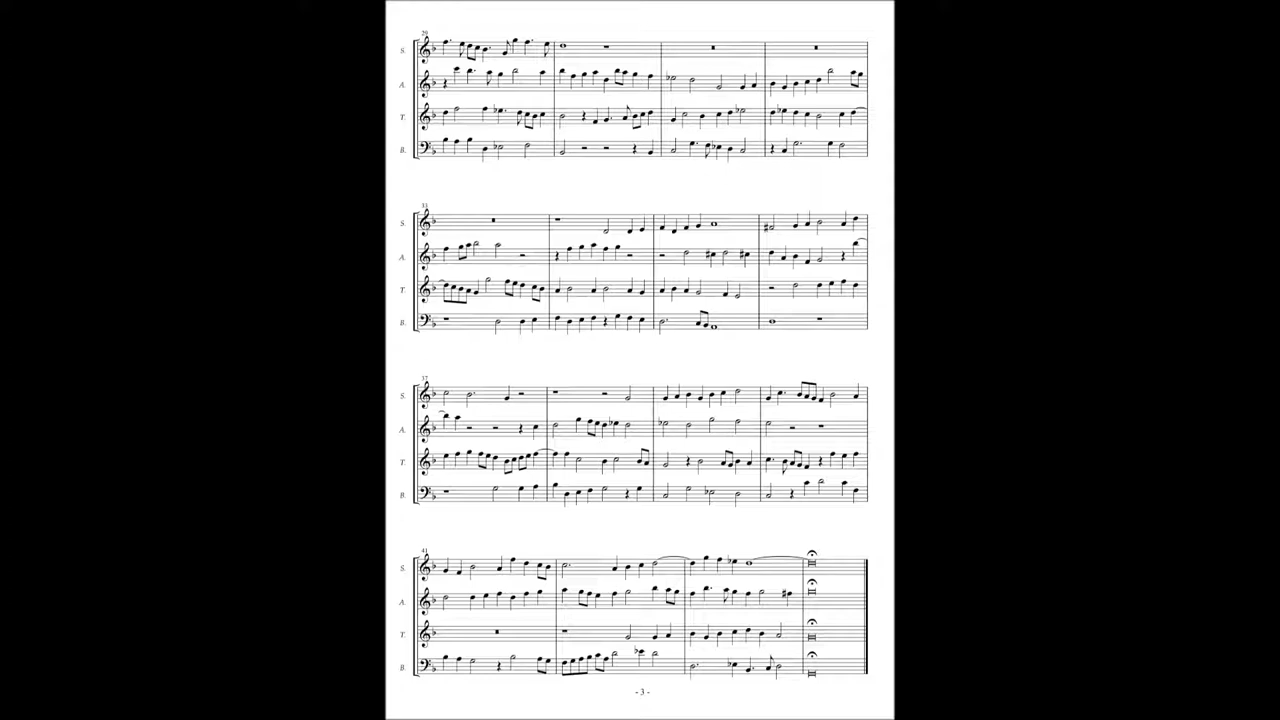 29
S.
A.
T.
B.
33
S.
A.
T.
B.
37
S.
A.
T.
B.
41
S.
A.
T.
B.
- 3 -